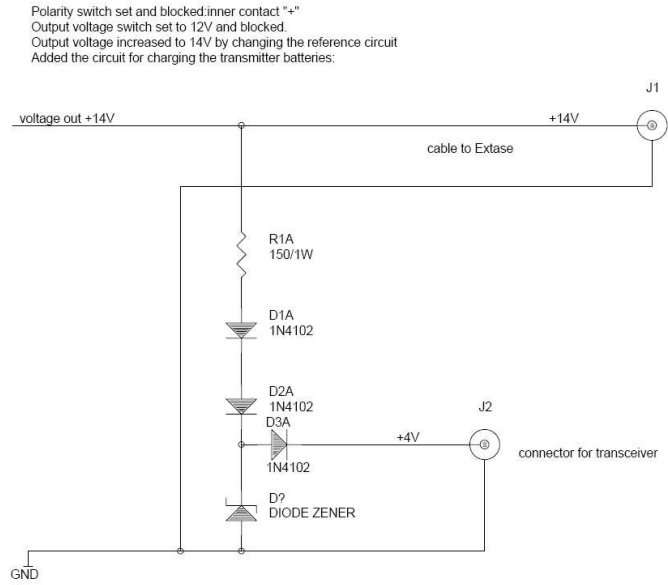 Polarity switch set and blocked:inner contact "+"
Output voltage switch set to 12V and blocked.
Output voltage increased to 14V by changing the reference circuit
Added the circuit for charging the transmitter batteries:
J1
voltage out +14V
+14V
cable to Extase
R1A
150/1W
D1A
1N4102
D2A
1N4102
J2
D3A
+4V
connector for transceiver
1N4102
D?
DIODE ZENER
GND